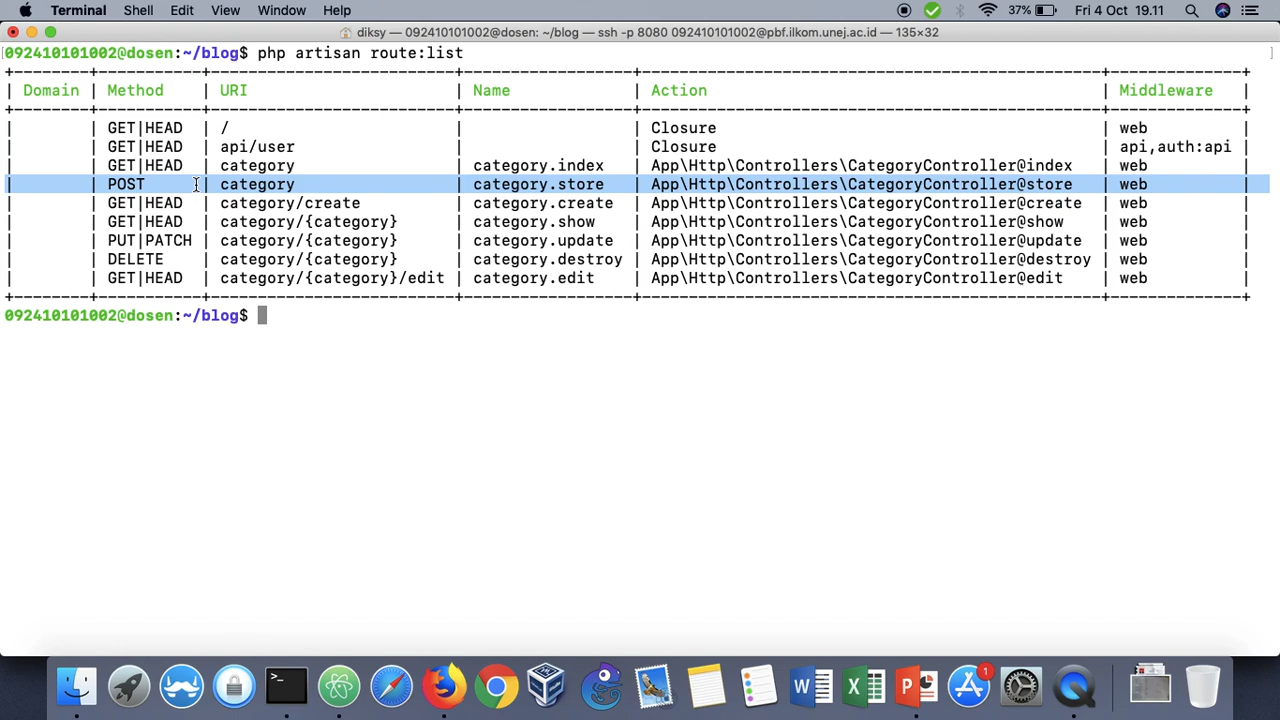 Terminal Shell Edit View Window Help 37% Fri 4 Oct 19.11
diksy — 092410101002@dosen: ~/blog — ssh -p 8080 092410101002@pbf.ilkom.unej.ac.id — 135×32
092410101002@dosen:~/blog$ php artisan route:list
| Domain | Method | URI | Name | Action | Middleware |
| | GET|HEAD | / | | Closure | web |
| | GET|HEAD | api/user | | Closure | api,auth:api |
| | GET|HEAD | category | category.index | App\Http\Controllers\CategoryController@index | web |
| | POST | category | category.store | App\Http\Controllers\CategoryController@store | web |
| | GET|HEAD | category/create | category.create | App\Http\Controllers\CategoryController@create | web |
| | GET|HEAD | category/{category} | category.show | App\Http\Controllers\CategoryController@show | web |
| | PUT|PATCH | category/{category} | category.update | App\Http\Controllers\CategoryController@update | web |
| | DELETE | category/{category} | category.destroy | App\Http\Controllers\CategoryController@destroy | web |
| | GET|HEAD | category/{category}/edit | category.edit | App\Http\Controllers\CategoryController@edit | web |
092410101002@dosen:~/blog$
>_ W X P 1